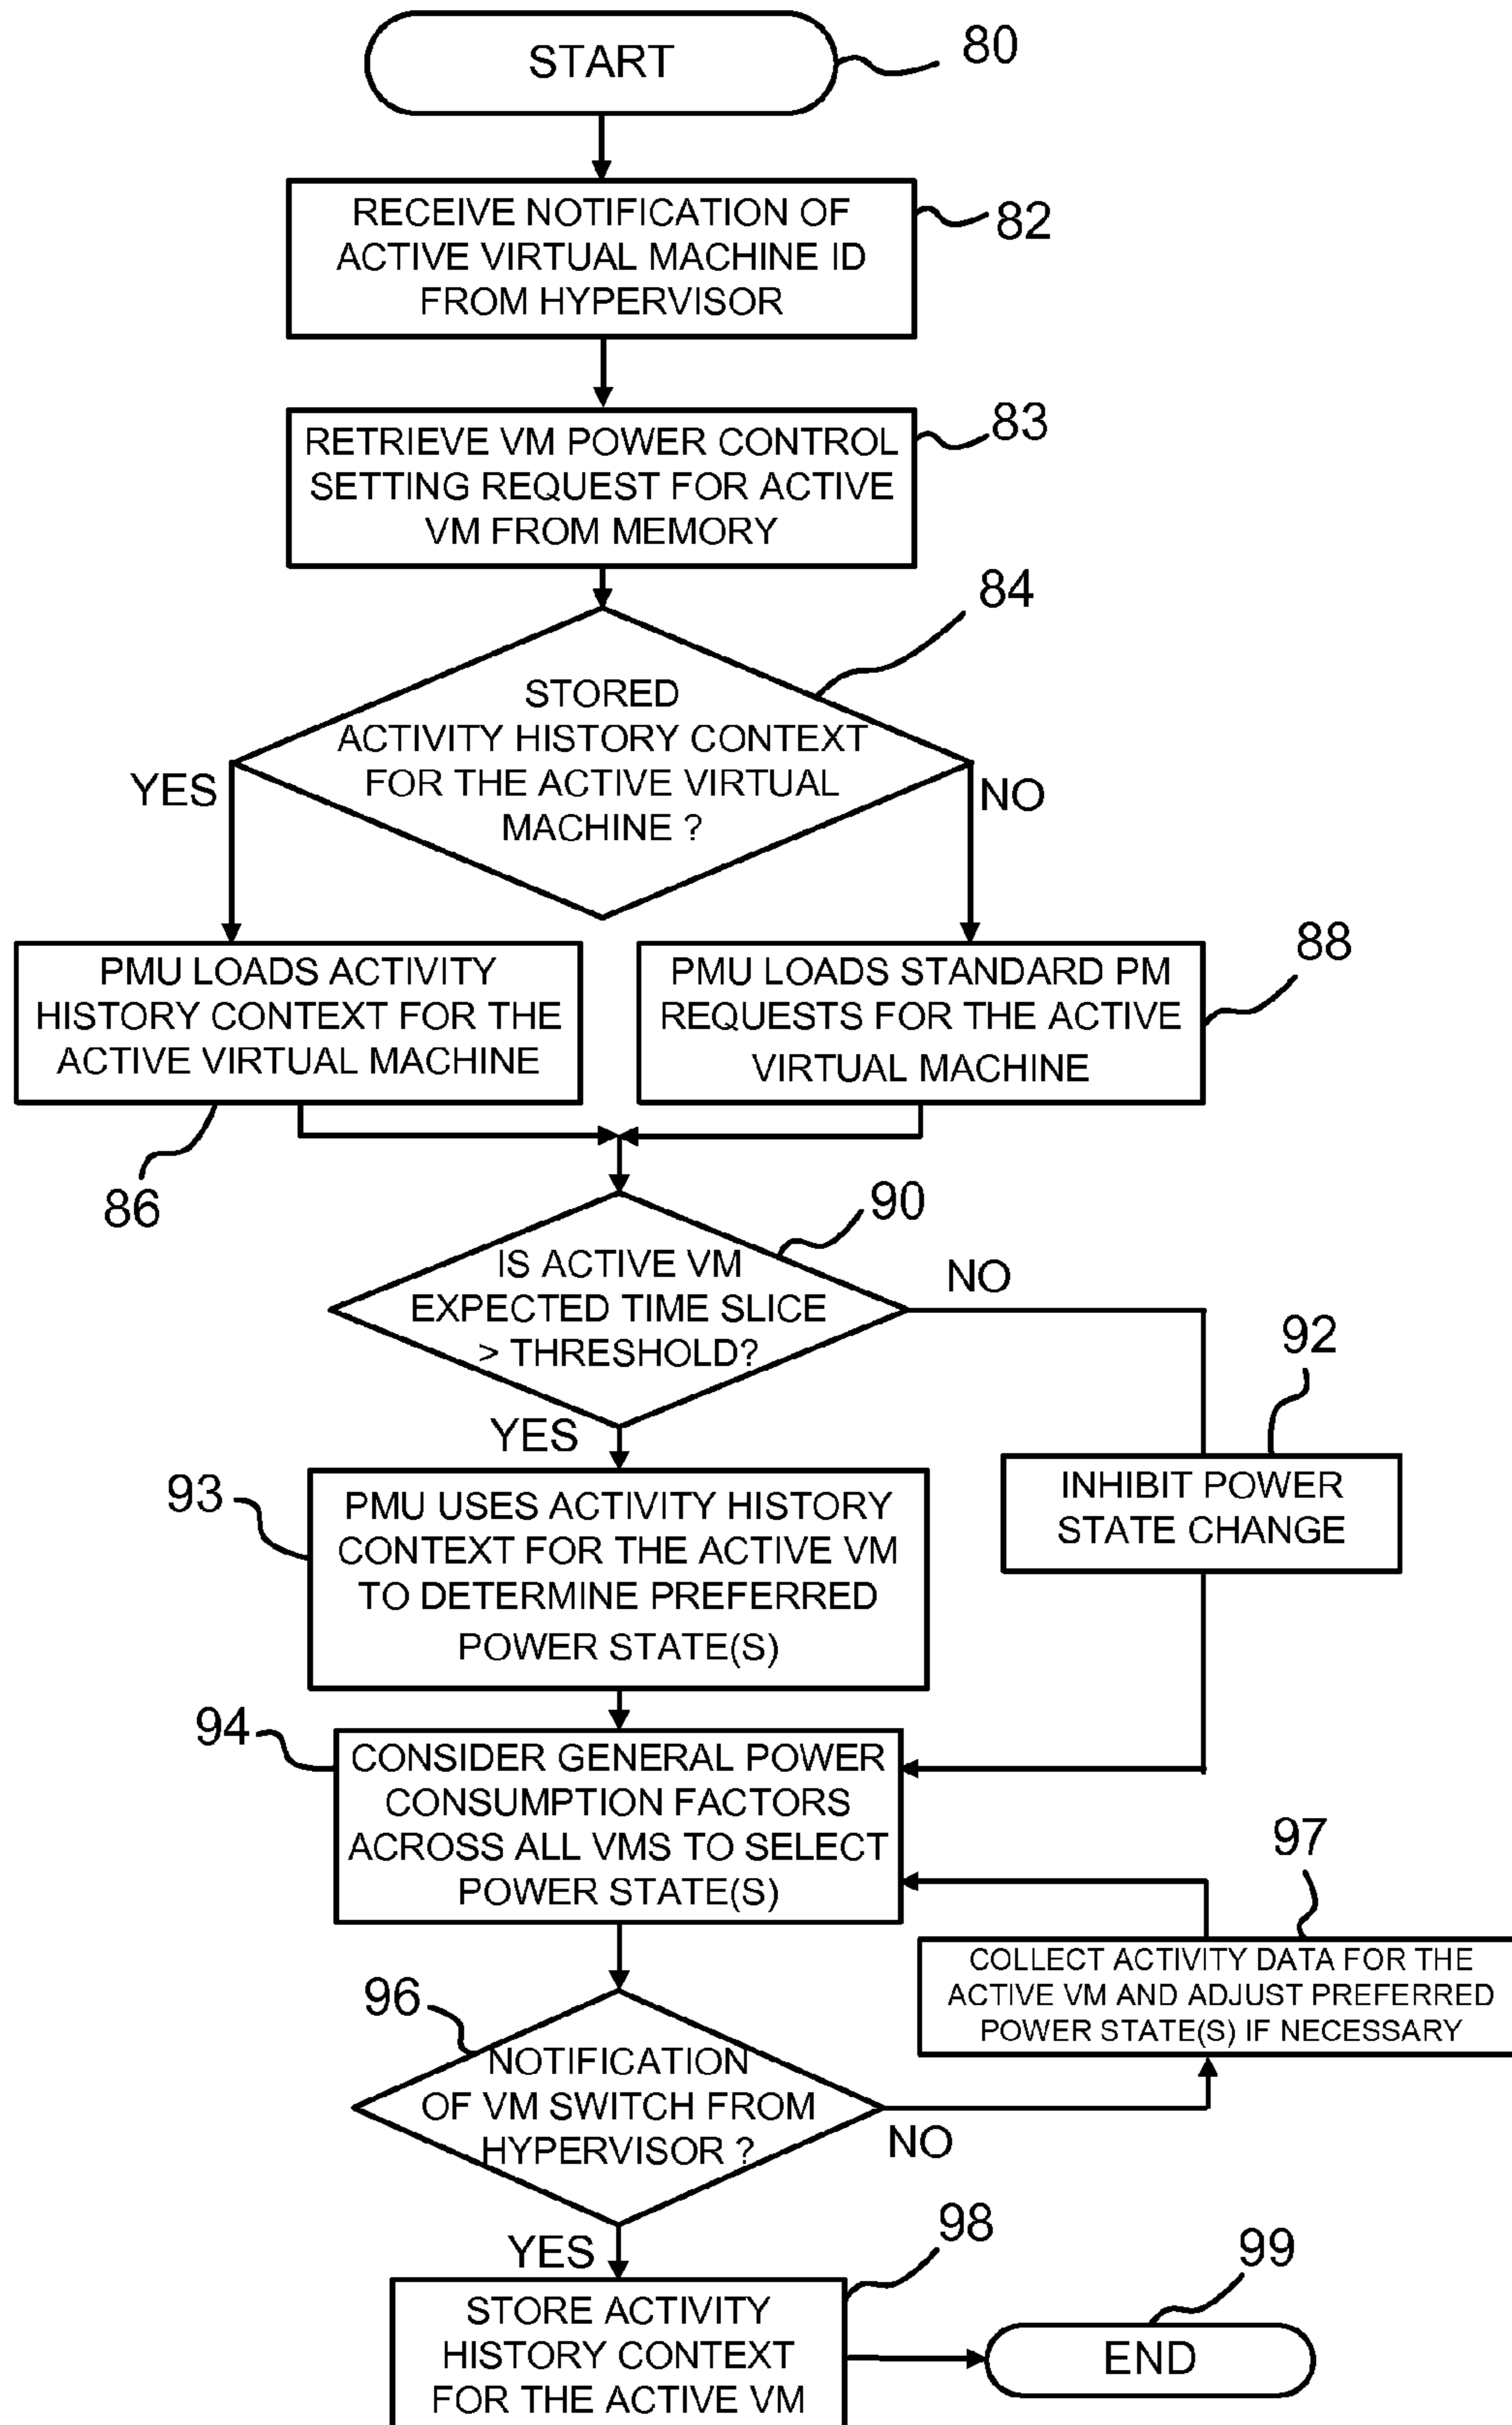 START
80
RECEIVE NOTIFICATION OF
ACTIVE VIRTUAL MACHINE ID
FROM HYPERVISOR
82
RETRIEVE VM POWER CONTROL
SETTING REQUEST FOR ACTIVE
VM FROM MEMORY
83
84
STORED
ACTIVITY HISTORY CONTEXT
FOR THE ACTIVE VIRTUAL
MACHINE ?
YES
NO
PMU LOADS ACTIVITY
HISTORY CONTEXT FOR THE
ACTIVE VIRTUAL MACHINE
86
PMU LOADS STANDARD PM
REQUESTS FOR THE ACTIVE
VIRTUAL MACHINE
88
90
IS ACTIVE VM
EXPECTED TIME SLICE
> THRESHOLD?
NO
YES
92
INHIBIT POWER
STATE CHANGE
93
PMU USES ACTIVITY HISTORY
CONTEXT FOR THE ACTIVE VM
TO DETERMINE PREFERRED
POWER STATE(S)
94
CONSIDER GENERAL POWER
CONSUMPTION FACTORS
ACROSS ALL VMS TO SELECT
POWER STATE(S)
97
COLLECT ACTIVITY DATA FOR THE
ACTIVE VM AND ADJUST PREFERRED
POWER STATE(S) IF NECESSARY
96
NOTIFICATION
OF VM SWITCH FROM
HYPERVISOR ?
NO
YES
98
STORE ACTIVITY
HISTORY CONTEXT
FOR THE ACTIVE VM
99
END